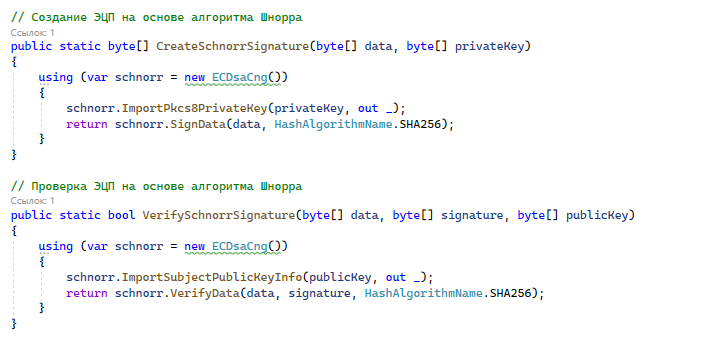 // Создание ЭЦП на основе алгоритма Шнорра
Ссылок: 1
public static byte[] CreateSchnorrSignature(byte[] data, byte[] privateKey)
{
using (var schnorr = new ECDsaCng())
{
schnorr.ImportPkcs8PrivateKey(privateKey, out _);
return schnorr.SignData(data, HashAlgorithmName.SHA256);
}
}
// Проверка ЭЦП на основе алгоритма Шнорра
Ссылок: 1
public static bool VerifySchnorrSignature(byte[] data, byte[] signature, byte[] publicKey)
{
using (var schnorr = new ECDsaCng())
{
schnorr.ImportSubjectPublicKeyInfo(publicKey, out _);
return schnorr.VerifyData(data, signature, HashAlgorithmName.SHA256);
}
}